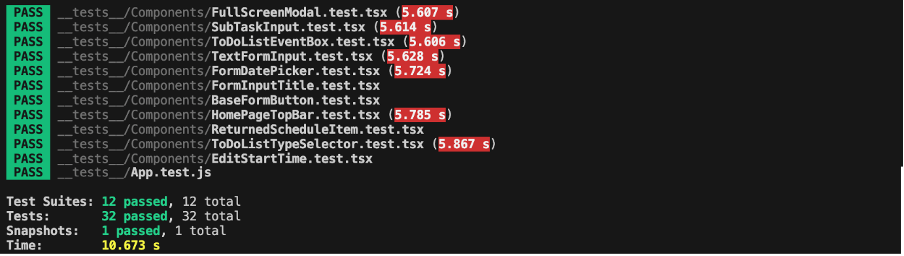 PASS __tests__/Components/FullScreenModal.test.tsx (5.607 s)
PASS __tests__/Components/SubTaskInput.test.tsx (5.614 s)
PASS __tests__/Components/ToDoListEventBox.test.tsx (5.606 s)
PASS __tests__/Components/TextFormInput.test.tsx (5.628 s)
PASS __tests__/Components/FormDatePicker.test.tsx (5.724 s)
PASS __tests__/Components/FormInputTitle.test.tsx
PASS __tests__/Components/BaseFormButton.test.tsx
PASS __tests__/Components/HomePageTopBar.test.tsx (5.785 s)
PASS __tests__/Components/ReturnedScheduleItem.test.tsx
PASS __tests__/Components/ToDoListTypeSelector.test.tsx (5.867 s)
PASS __tests__/Components/EditStartTime.test.tsx
PASS __tests__/App.test.js
Test Suites: 12 passed, 12 total
Tests: 32 passed, 32 total
Snapshots: 1 passed, 1 total
Time: 10.673 s